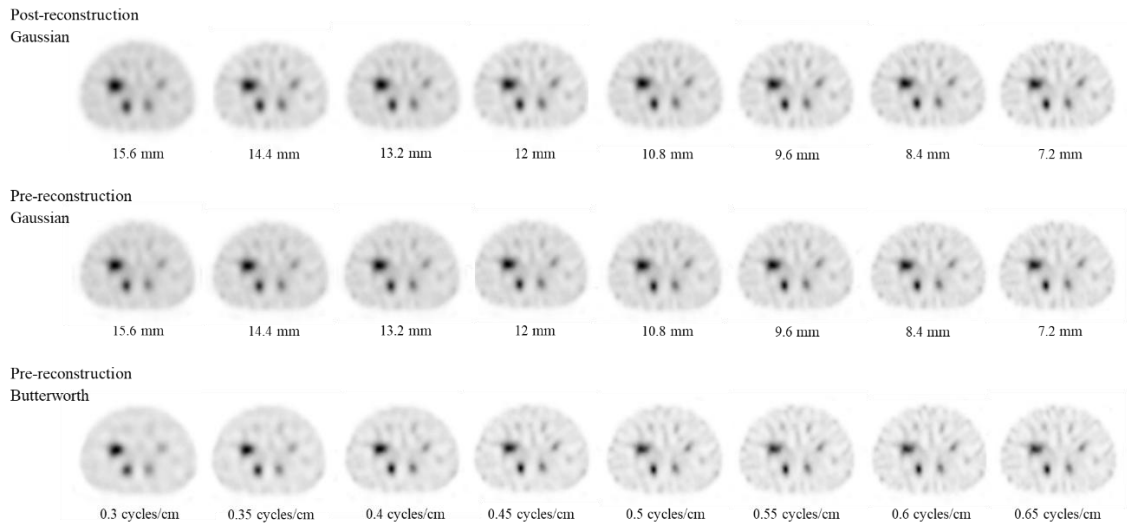 Post-reconstruction
Gaussian
15.6 mm 14.4 mm 13.2 mm 12 mm 10.8 mm 9.6 mm 8.4 mm 7.2 mm
Pre-reconstruction
Gaussian
15.6 mm 14.4 mm 13.2 mm 12 mm 10.8 mm 9.6 mm 8.4 mm 7.2 mm
Pre-reconstruction
Butterworth
0.3 cycles/cm 0.35 cycles/cm 0.4 cycles/cm 0.45 cycles/cm 0.5 cycles/cm 0.55 cycles/cm 0.6 cycles/cm 0.65 cycles/cm